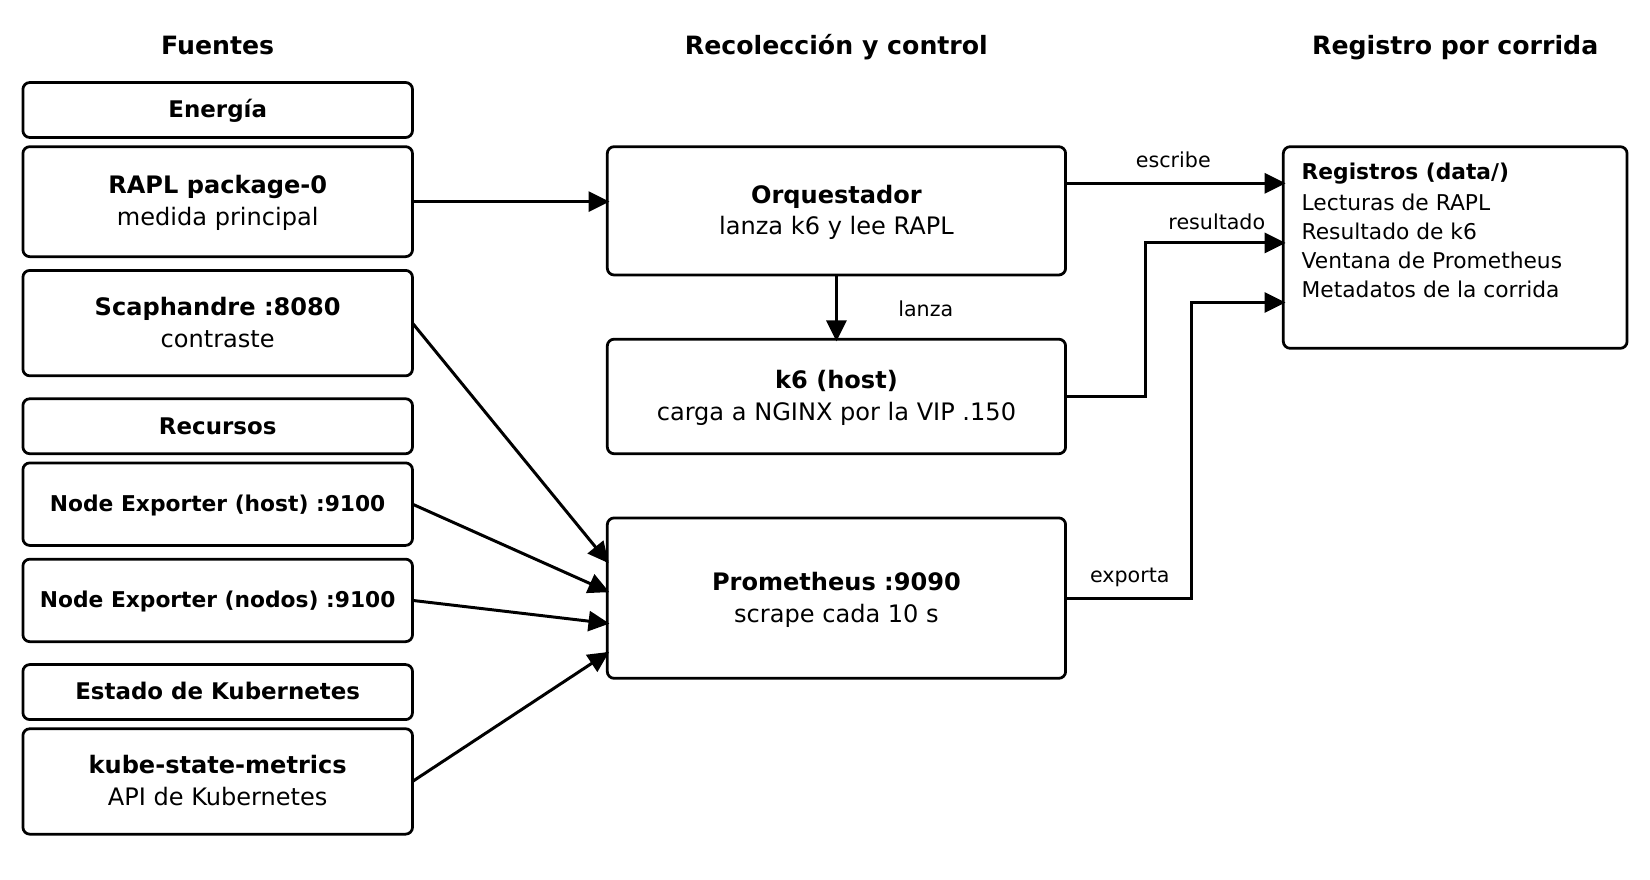 Fuentes
Energía
RAPL package-0
medida principal
Scaphandre :8080
contraste
Recursos
Node Exporter (host) :9100
Node Exporter (nodos) :9100
Estado de Kubernetes
kube-state-metrics
API de Kubernetes
Recolección y control
Orquestador
lanza k6 y lee RAPL
lanza
k6 (host)
carga a NGINX por la VIP .150
Prometheus :9090
scrape cada 10 s
escribe
resultado
exporta
Registro por corrida
Registros (data/)
Lecturas de RAPL
Resultado de k6
Ventana de Prometheus
Metadatos de la corrida